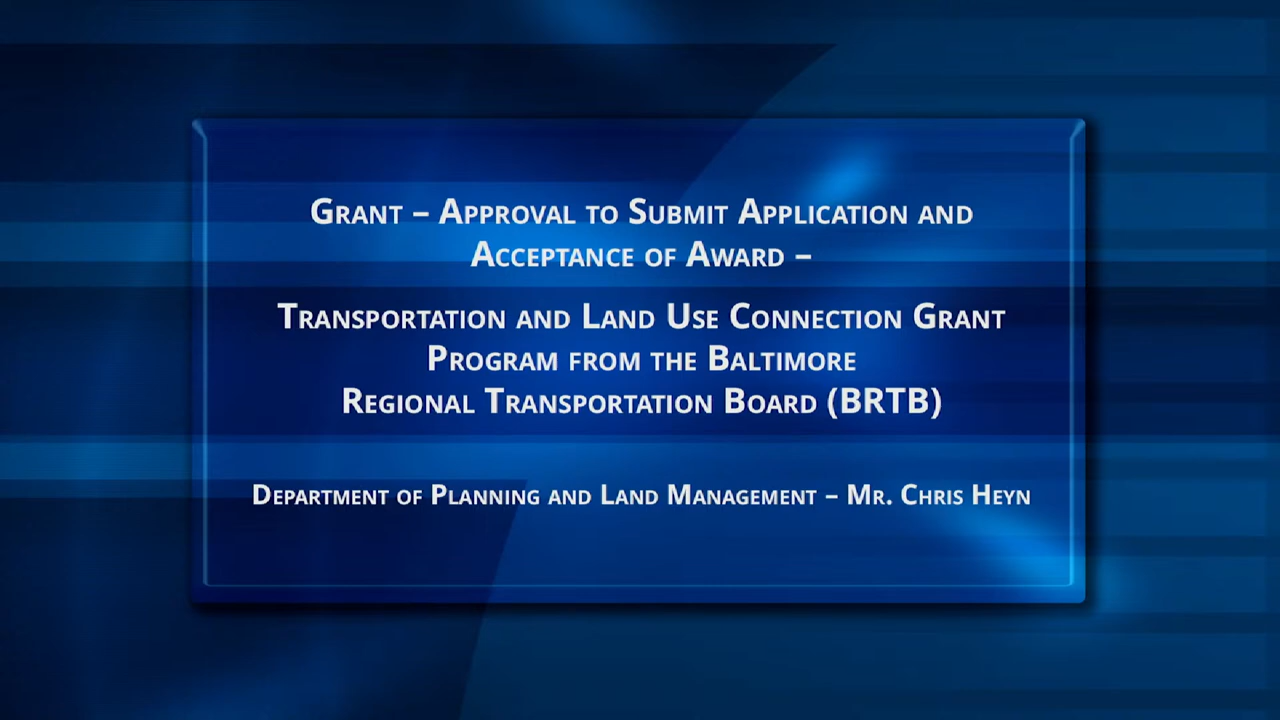 Grant – Approval to Submit Application and
Acceptance of Award –
Transportation and Land Use Connection Grant
Program from the Baltimore
Regional Transportation Board (BRTB)
Department of Planning and Land Management – Mr. Chris Heyn